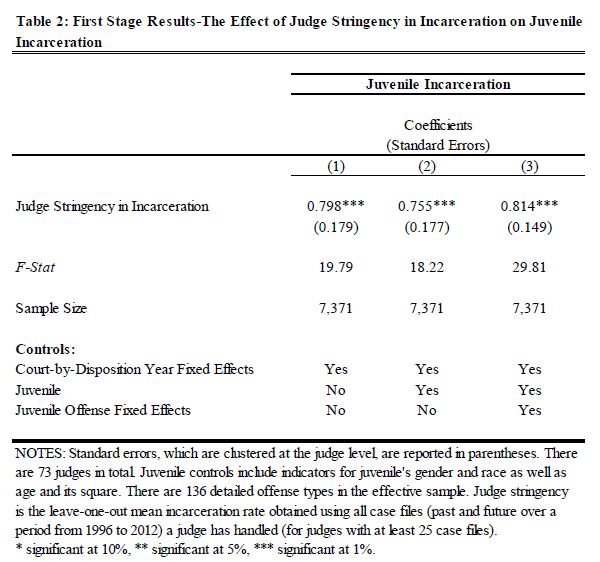 Table 2: First Stage Results-The Effect of Judge Stringency in Incarceration on Juvenile
Incarceration
Juvenile Incarceration
Coefficients
(Standard Errors)
(1) (2) (3)
Judge Stringency in Incarceration 0.798*** 0.755*** 0.814***
(0.179) (0.177) (0.149)
F-Stat 19.79 18.22 29.81
Sample Size 7,371 7,371 7,371
Controls:
Court-by-Disposition Year Fixed Effects Yes Yes Yes
Juvenile No Yes Yes
Juvenile Offense Fixed Effects No No Yes
NOTES: Standard errors, which are clustered at the judge level, are reported in parentheses. There
are 73 judges in total. Juvenile controls include indicators for juvenile's gender and race as well as
age and its square. There are 136 detailed offense types in the effective sample. Judge stringency
is the leave-one-out mean incarceration rate obtained using all case files (past and future over a
period from 1996 to 2012) a judge has handled (for judges with at least 25 case files).
* significant at 10%, ** significant at 5%, *** significant at 1%.